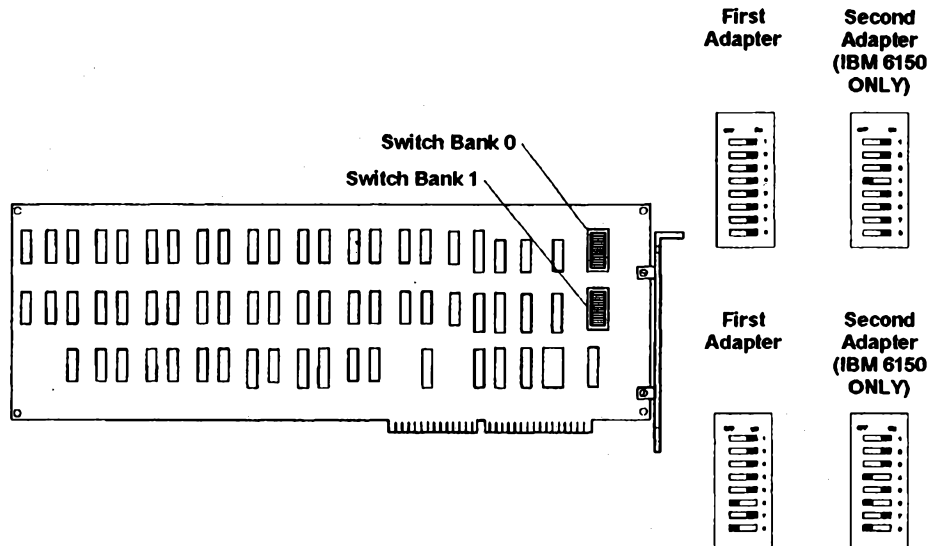 First
Adapter
Second
Adapter
(IBM 6150
ONLY)
Switch Bank 0
Switch Bank 1
First
Adapter
Second
Adapter
(IBM 6150
ONLY)